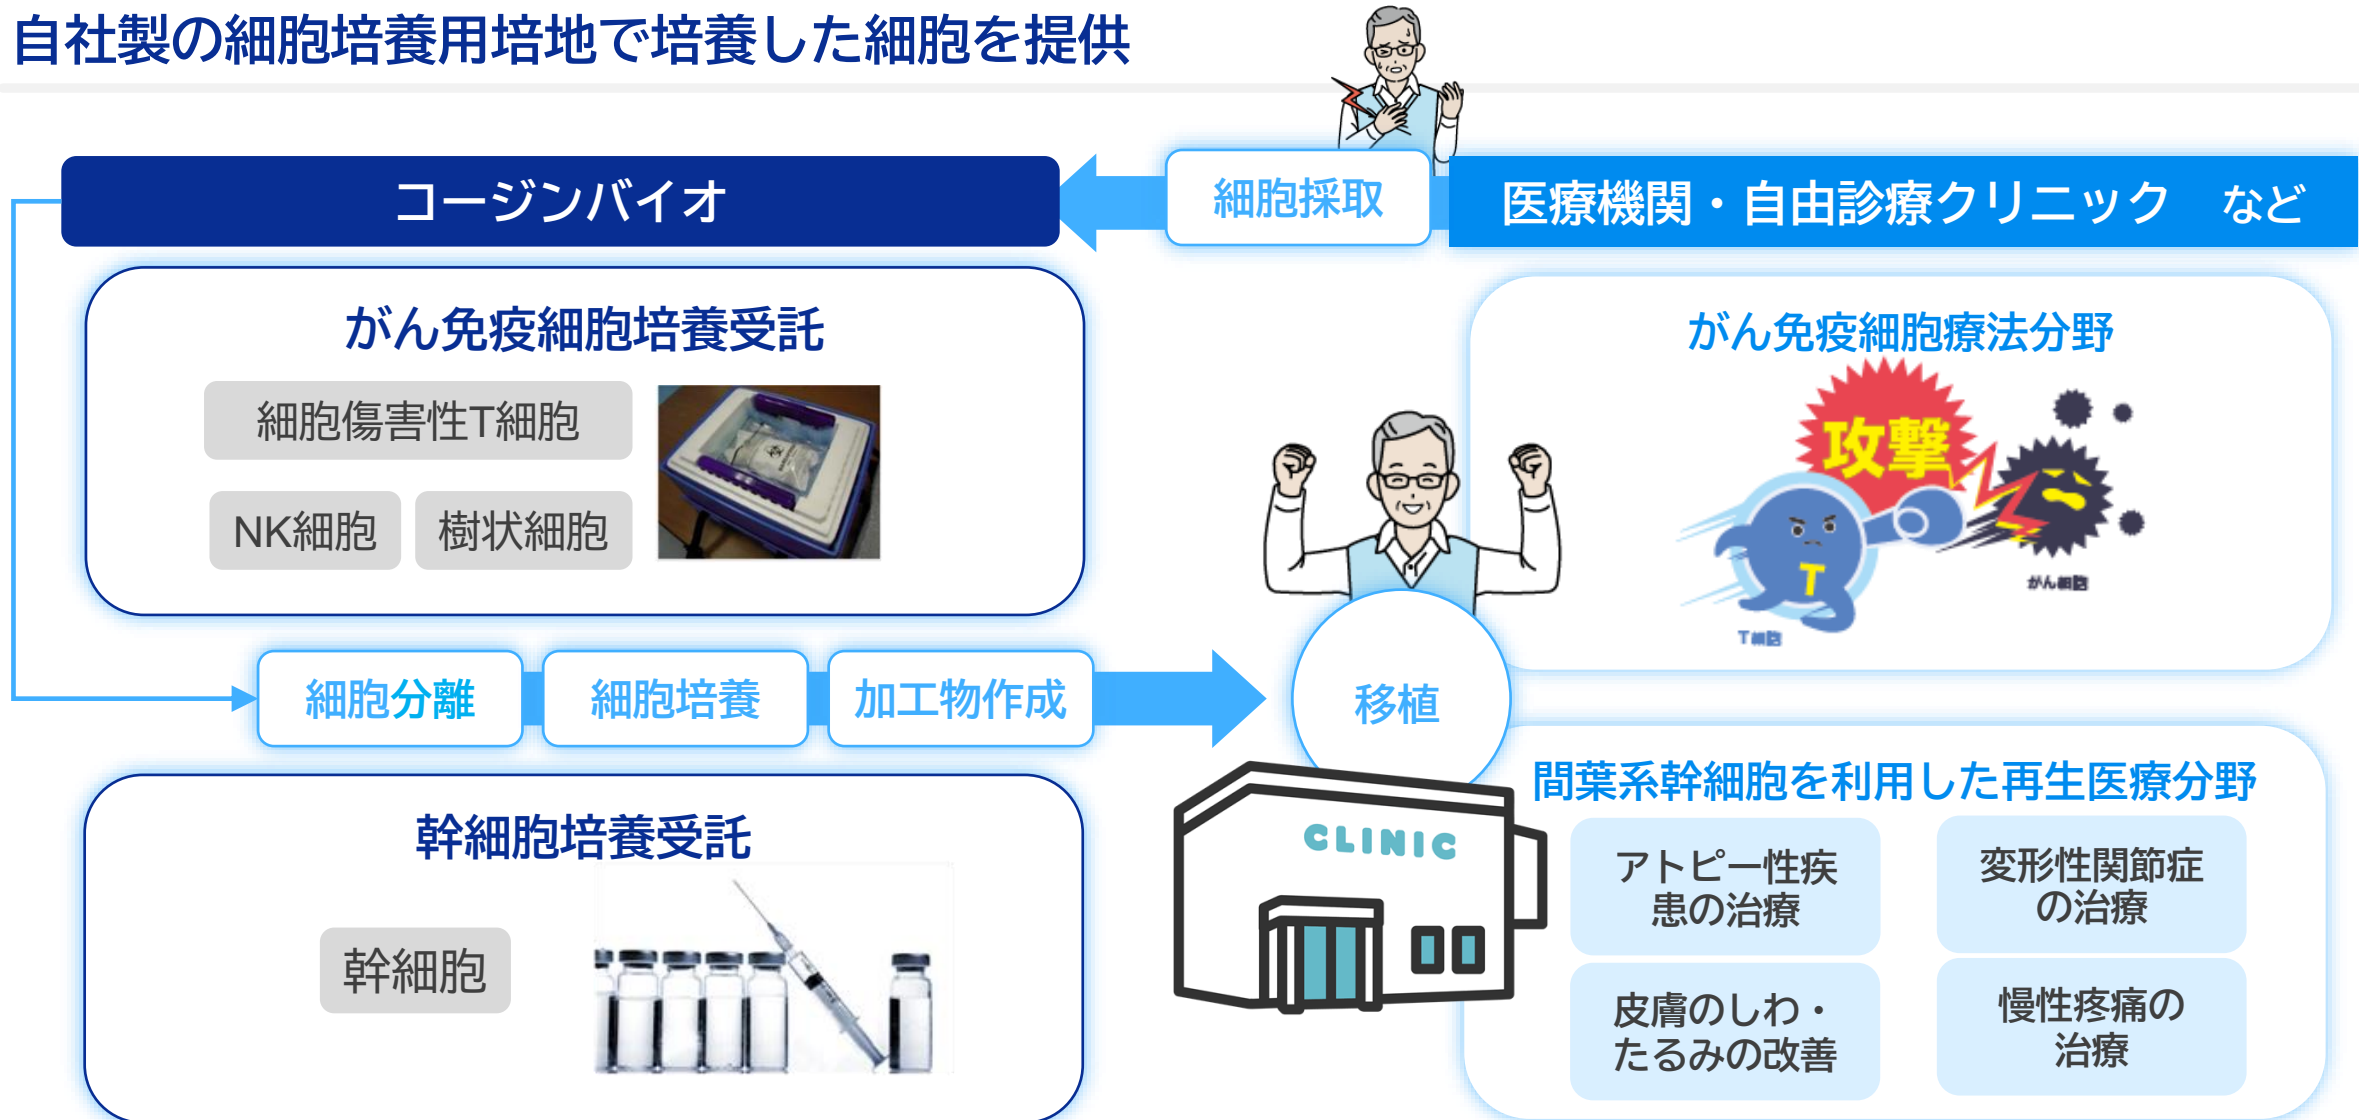 自社製の細胞培養用培地で培養した細胞を提供
コージンバイオ
細胞採取
医療機関・自由診療クリニック　など
がん免疫細胞培養受託
細胞傷害性T細胞
NK細胞
樹状細胞
がん免疫細胞療法分野
攻撃
T
がん細胞
T細胞
細胞分離
細胞培養
加工物作成
移植
幹細胞培養受託
幹細胞
CLINIC
間葉系幹細胞を利用した再生医療分野
アトピー性疾
患の治療
変形性関節症
の治療
皮膚のしわ・
たるみの改善
慢性疼痛の
治療